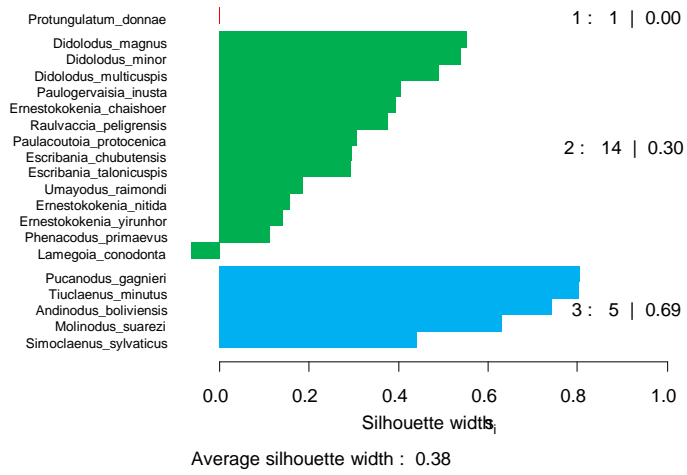 Protungulatum_donnae
1 : 1 | 0.00
Didolodus_magnus
Didolodus_minor
Didolodus_multicuspis
Paulogervaisia_inusta
Ernestokokenia_chaishoer
Raulvaccia_peligrensis
Paulacoutoia_protocenica
Escribania_chubutensis
2 : 14 | 0.30
Escribania_talonicuspis
Umayodus_raimondi
Ernestokokenia_nitida
Ernestokokenia_yirunhor
Phenacodus_primaevus
Lamegoia_conodonta
Pucanodus_gagnieri
Tiuclaenus_minutus
Andinodus_boliviensis
3 : 5 | 0.69
Molinodus_suarezi
Simoclaenus_sylvaticus
0.0 0.2 0.4 0.6 0.8 1.0
Silhouette width si
Average silhouette width : 0.38